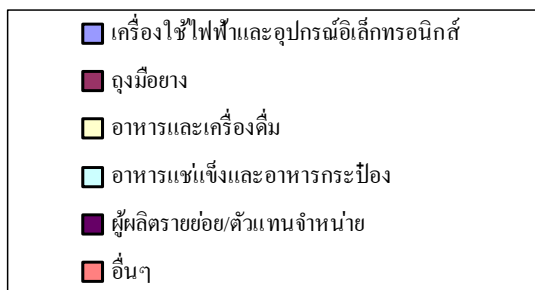 เครื่องใช้ไฟฟ้าและอุปกรณ์อิเล็กทรอนิกส์
ถุงมือยาง
อาหารและเครื่องดื่ม
อาหารแช่แข็งและอาหารกระป๋อง
ผู้ผลิตรายย่อย/ตัวแทนจำหน่าย
อื่นๆ